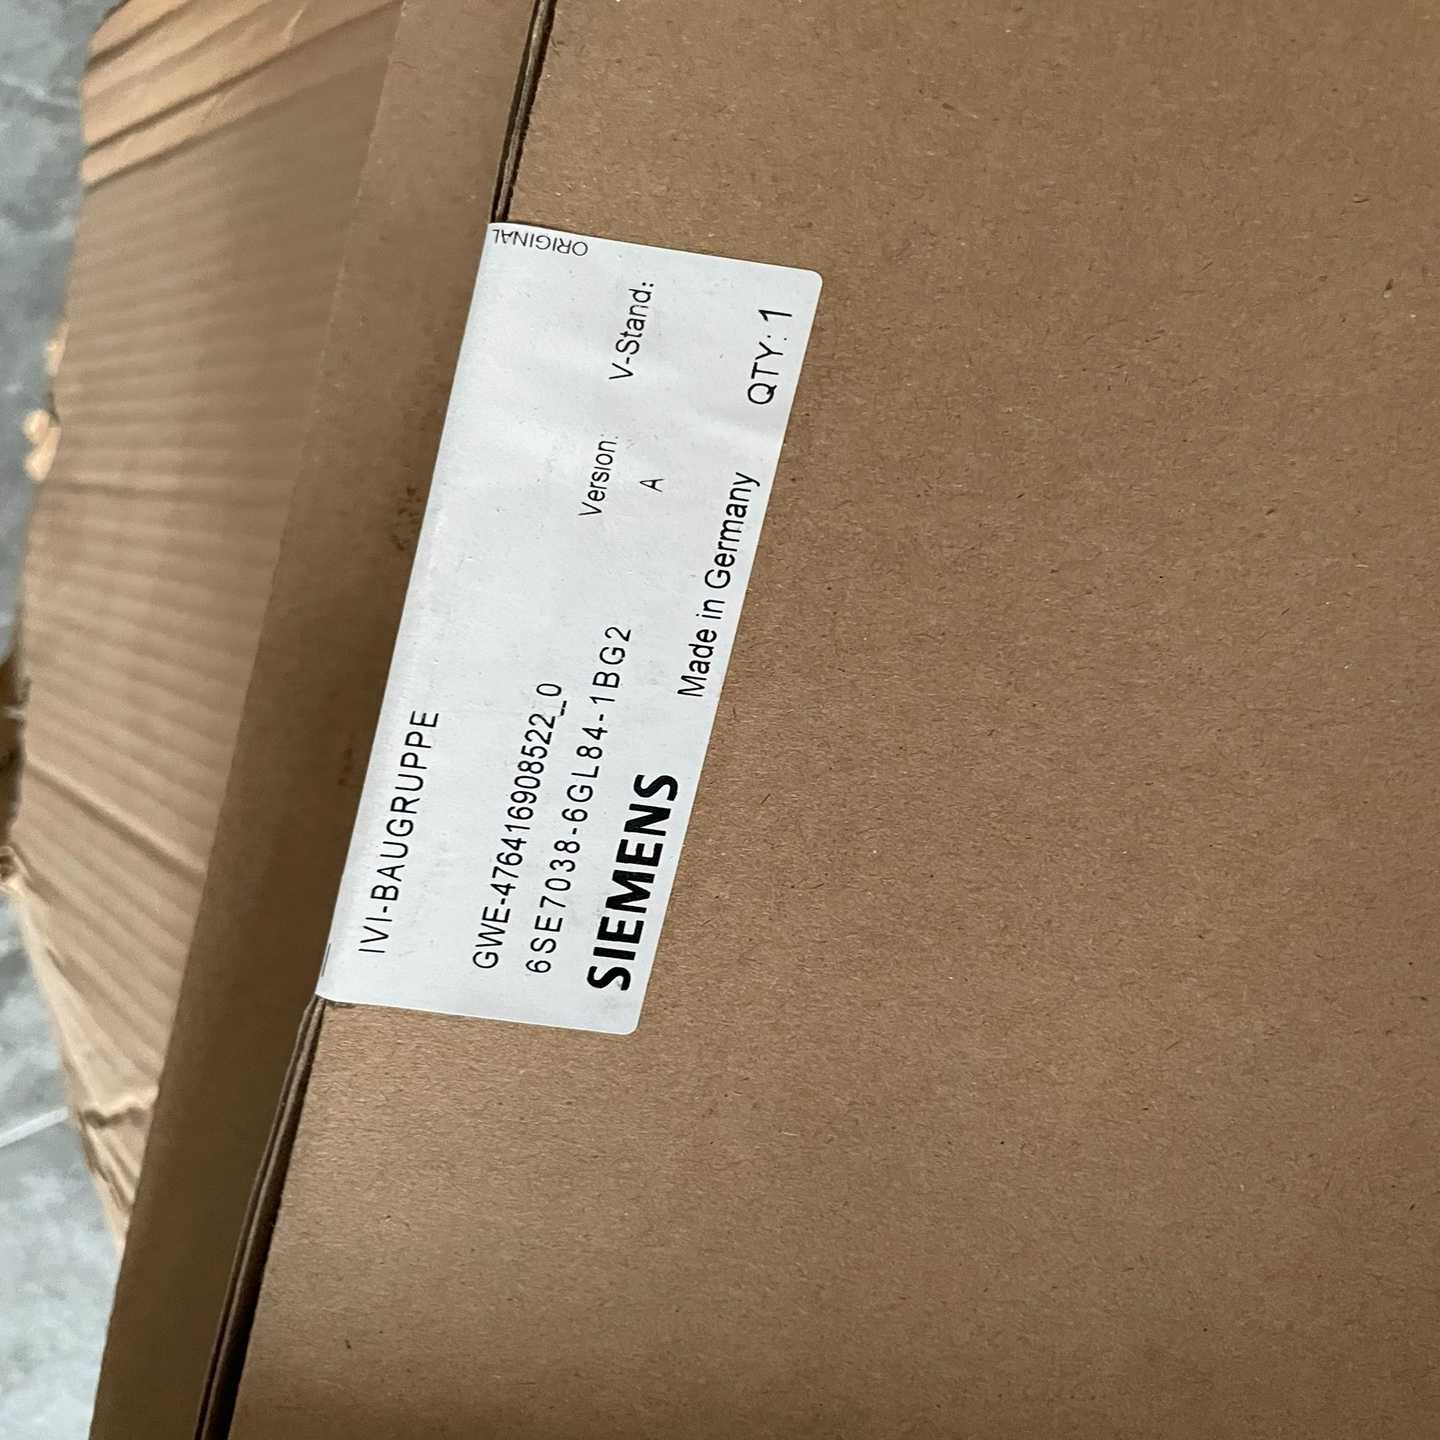 ORIGINAL
IVI-BAUGRUPPE
GWE-476416908522_0
6SE7038-6GL84-1BG2
Version:
V-Stand:
A
SIEMENS
Made in Germany
QTY: 1